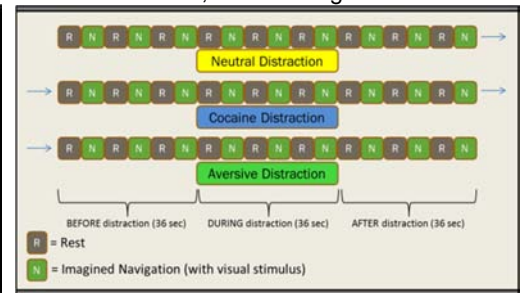 R N R N R N R N R N R N R N R N R N
Neutral Distraction
R N R N R N R N R N R N R N R N R N
Cocaine Distraction
R N R N R N R N R N R N R N R N R N
Aversive Distraction
BEFORE distraction (36 sec) DURING distraction (36 sec) AFTER distraction (36 sec)
R = Rest
N = Imagined Navigation (with visual stimulus)